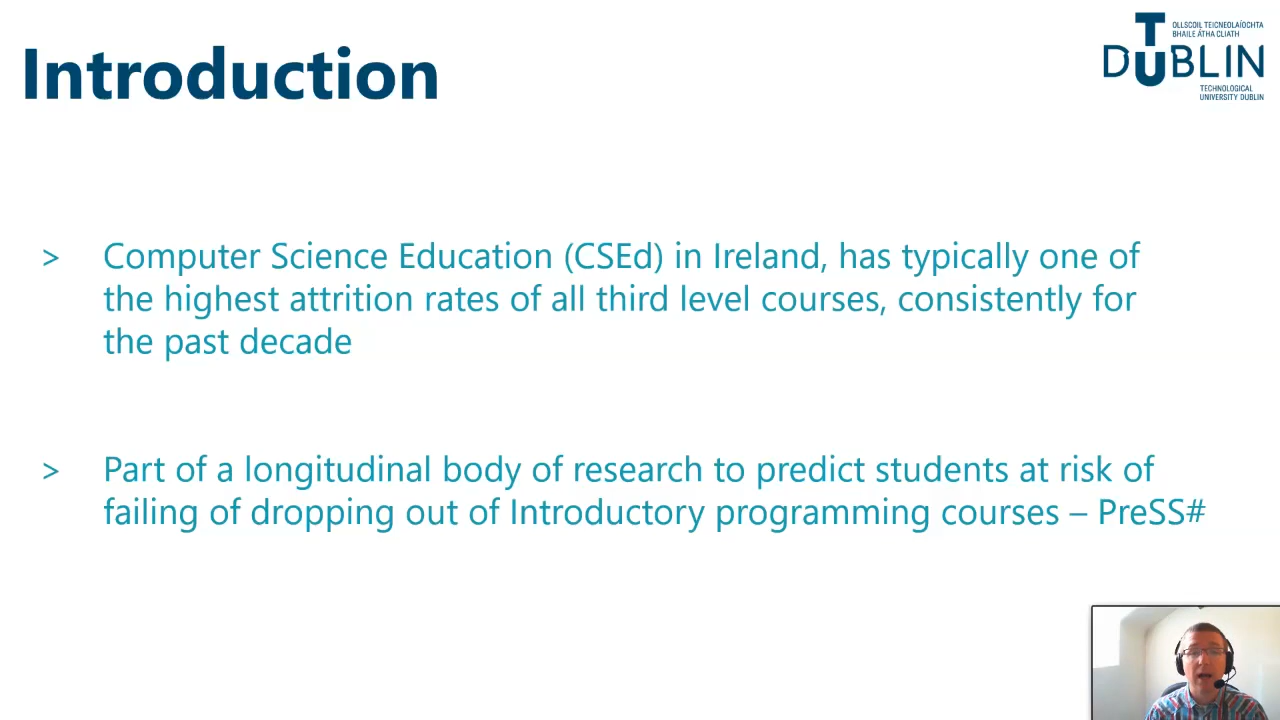 Introduction
OLLSCOIL TEICNEOLAÍOCHTA
BHAILE ÁTHA CLIATH
TU DUBLIN
TECHNOLOGICAL
UNIVERSITY DUBLIN
> Computer Science Education (CSEd) in Ireland, has typically one of
the highest attrition rates of all third level courses, consistently for
the past decade
> Part of a longitudinal body of research to predict students at risk of
failing of dropping out of Introductory programming courses – PreSS#